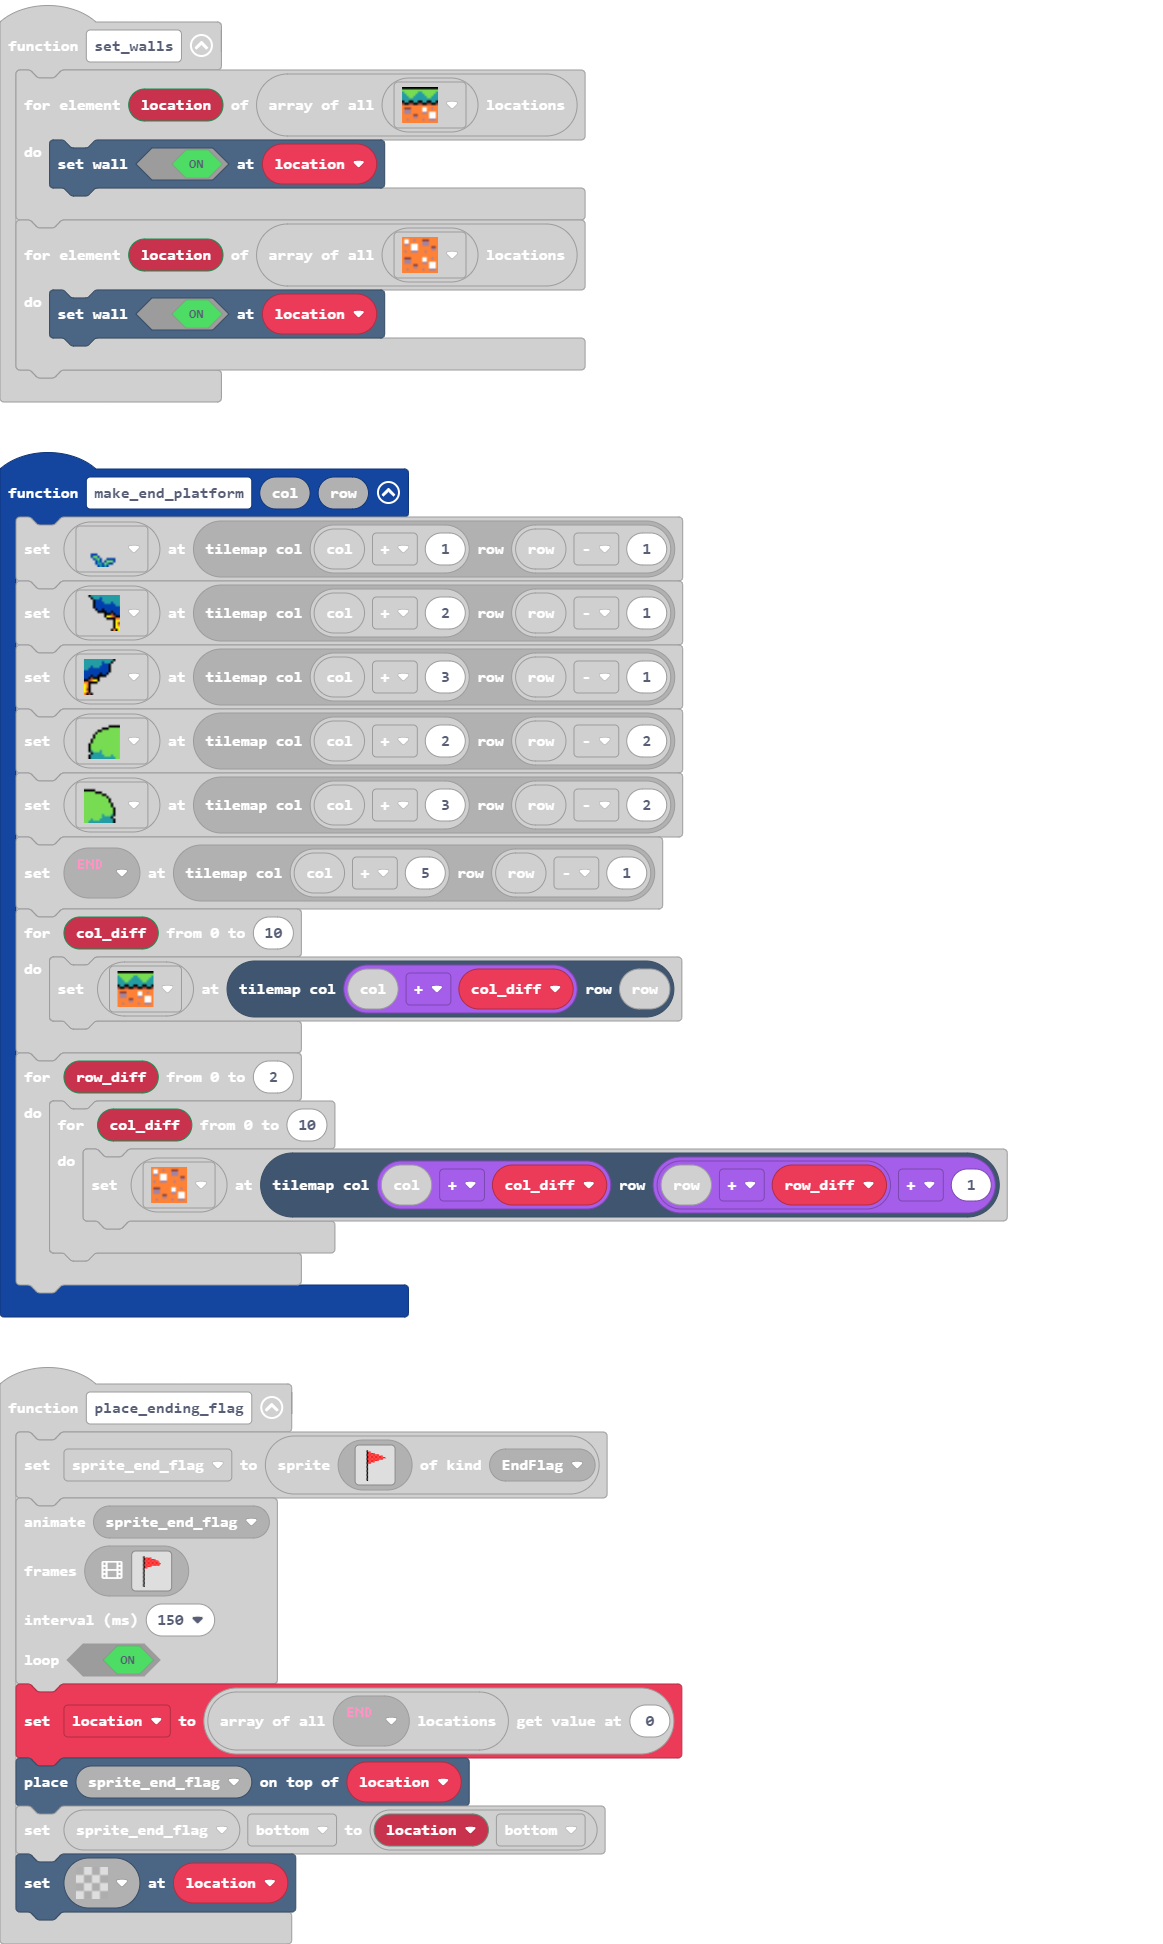 function set_walls
for element location of array of all locations
do
set wall ON at location
for element location of array of all locations
do
set wall ON at location
function make_end_platform col row
set at tilemap col col + 1 row row - 1
set at tilemap col col + 2 row row - 1
set at tilemap col col + 3 row row - 1
set at tilemap col col + 2 row row - 2
set at tilemap col col + 3 row row - 2
set END at tilemap col col + 5 row row - 1
for col_diff from 0 to 10
do
set at tilemap col col + col_diff row row
for row_diff from 0 to 2
do
for col_diff from 0 to 10
do
set at tilemap col col + col_diff row row + row_diff + 1
function place_ending_flag
set sprite_end_flag to sprite of kind EndFlag
animate sprite_end_flag
frames
interval (ms) 150
loop ON
set location to array of all END locations get value at 0
place sprite_end_flag on top of location
set sprite_end_flag bottom to location bottom
set at location